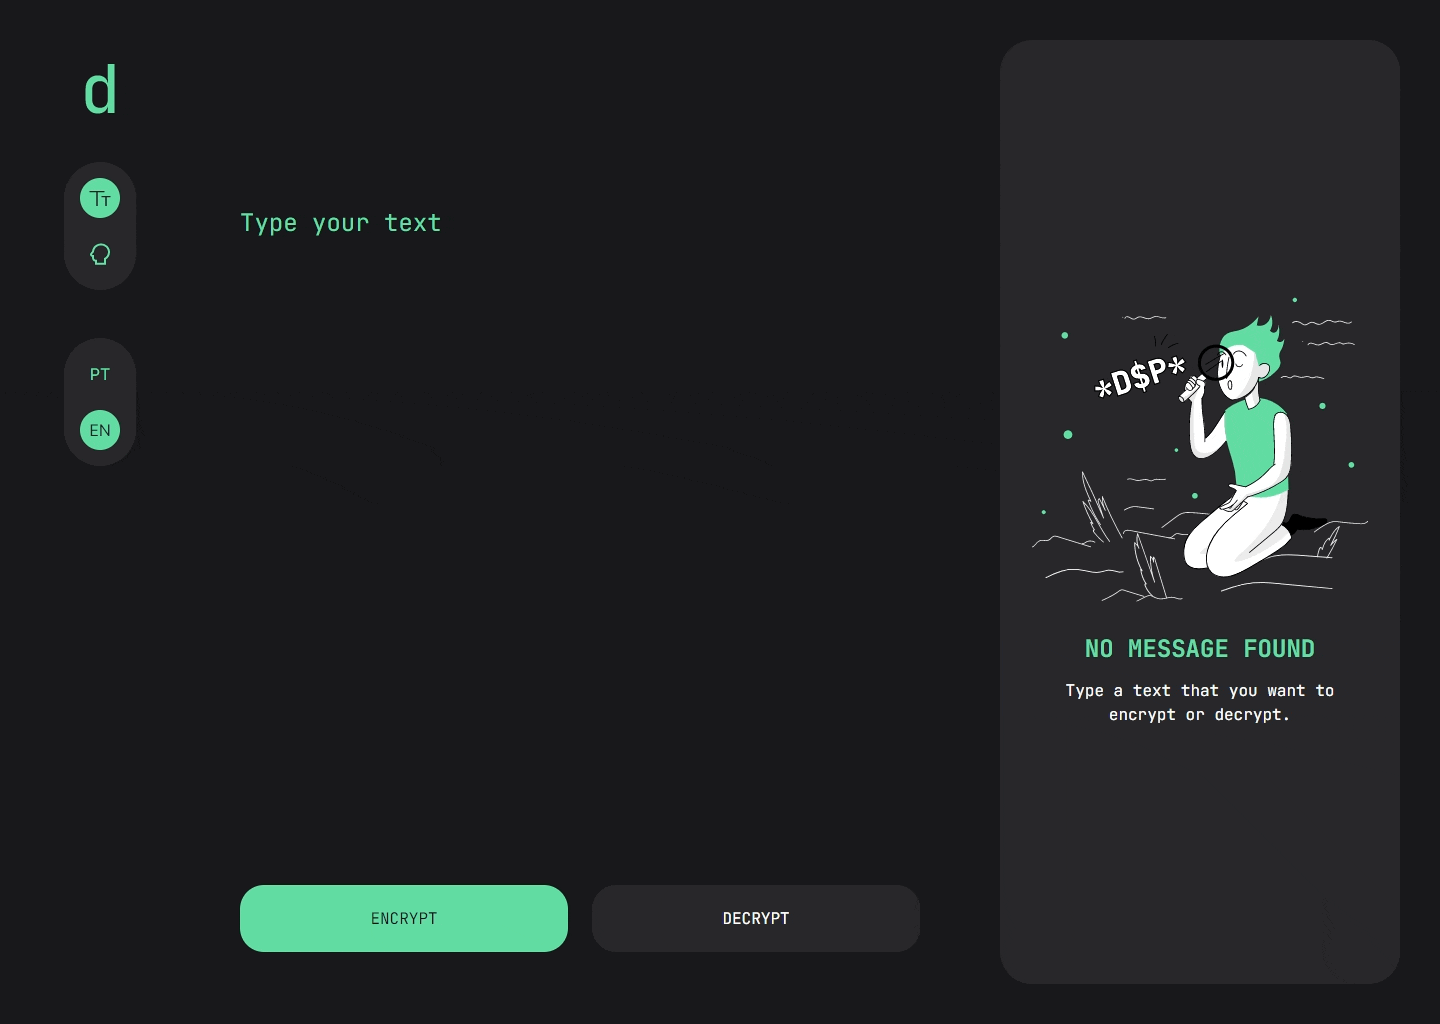 d
Tт
PT
EN
Type your text
ENCRYPT
DECRYPT
*D$P*
NO MESSAGE FOUND
Type a text that you want to
encrypt or decrypt.